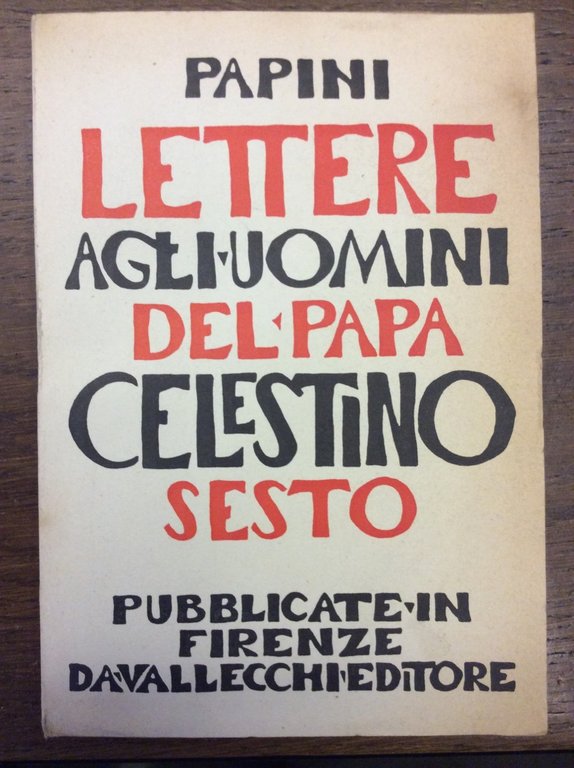 PAPINI
LETTERE
AGLI·UOMINI
DEL·PAPA
CELESTINO
SESTO
PUBBLICATE·IN
FIRENZE
DA·VALLECCHI·EDITORE